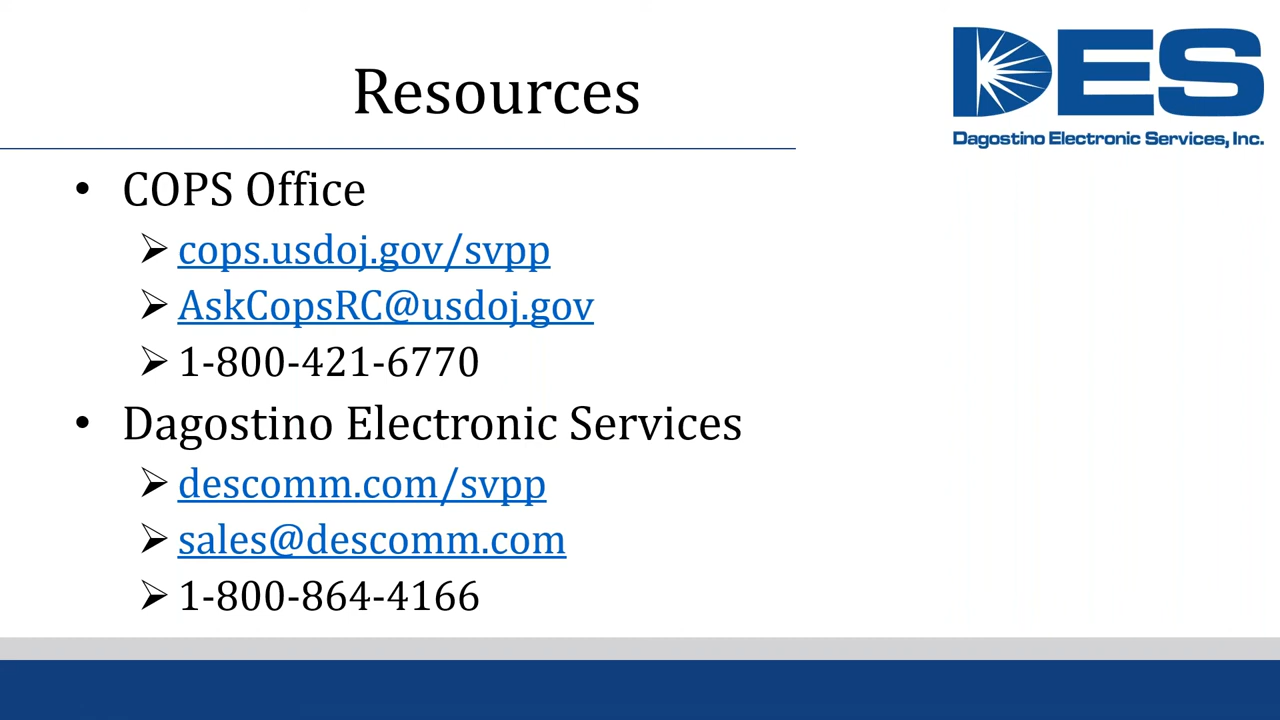 Resources
DES
Dagostino Electronic Services, Inc.
• COPS Office
➢ cops.usdoj.gov/svpp
➢ AskCopsRC@usdoj.gov
➢ 1-800-421-6770
• Dagostino Electronic Services
➢ descomm.com/svpp
➢ sales@descomm.com
➢ 1-800-864-4166